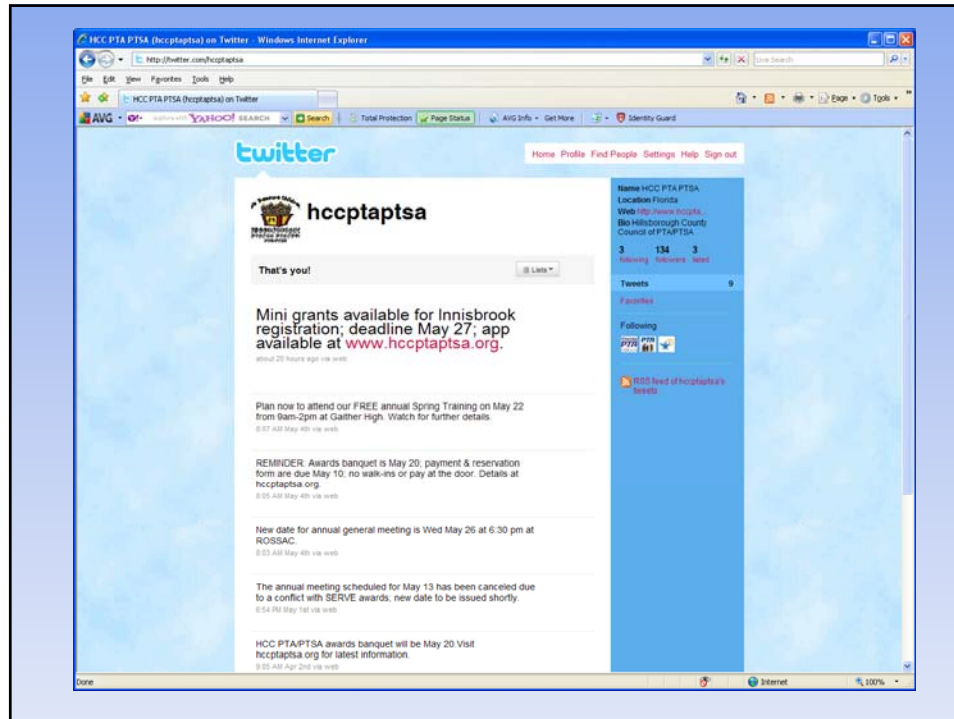 HCC PTA PTSA (hccptaptsa) on Twitter - Windows Internet Explorer
http://twitter.com/hccptaptsa
Live Search
File Edit View Favorites Tools Help
HCC PTA PTSA (hccptaptsa) on Twitter
Page Tools
AVG YAHOO! SEARCH Search Total Protection Page Status AVG Info Get More Identity Guard
twitter
Home Profile Find People Settings Help Sign out
hccptaptsa
That's you!
Lists
Mini grants available for Innisbrook
registration; deadline May 27; app
available at www.hccptaptsa.org.
about 20 hours ago via web
Plan now to attend our FREE annual Spring Training on May 22
from 9am-2pm at Gaither High. Watch for further details.
8:07 AM May 4th via web
REMINDER: Awards banquet is May 20; payment & reservation
form are due May 10; no walk-ins or pay at the door. Details at
hccptaptsa.org.
8:05 AM May 4th via web
New date for annual general meeting is Wed May 26 at 6:30 pm at
ROSSAC.
8:03 AM May 4th via web
The annual meeting scheduled for May 13 has been canceled due
to a conflict with SERVE awards; new date to be issued shortly.
6:54 PM May 1st via web
HCC PTA/PTSA awards banquet will be May 20.Visit
hccptaptsa.org for latest information.
9:05 AM Apr 2nd via web
Name HCC PTA PTSA
Location Florida
Web http://www.hccpta...
Bio Hillsborough County
Council of PTA/PTSA
3 134 3
following followers listed
Tweets 9
Favorites
Following
PTA PTA
RSS feed of hccptaptsa's
tweets
Done
Internet
100%